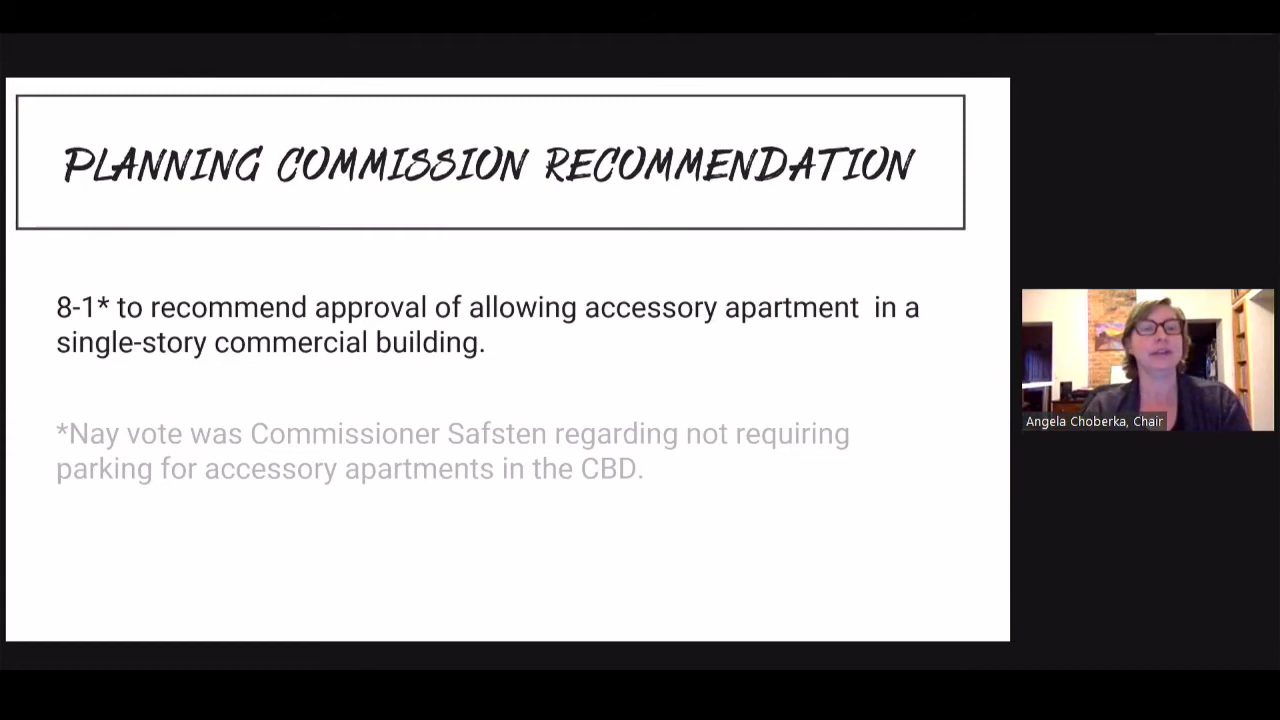 PLANNING COMMISSION RECOMMENDATION
8-1* to recommend approval of allowing accessory apartment  in a
single-story commercial building.
*Nay vote was Commissioner Safsten regarding not requiring
parking for accessory apartments in the CBD.
Angela Choberka, Chair